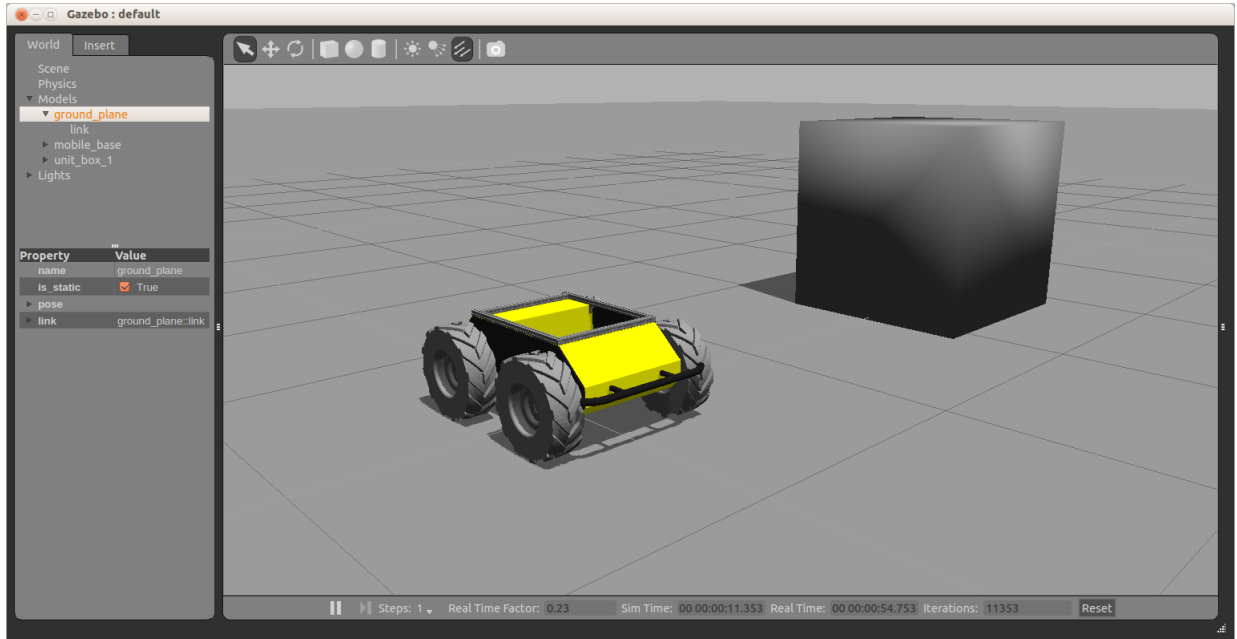 Gazebo : default
World Insert
Scene
Physics
Models
ground_plane
link
mobile_base
unit_box_1
Lights
Property Value
name ground_plane
is_static True
pose
link ground_plane::link
Steps: 1 Real Time Factor: 0.23 Sim Time: 00 00:00:11.353 Real Time: 00 00:00:54.753 Iterations: 11353 Reset